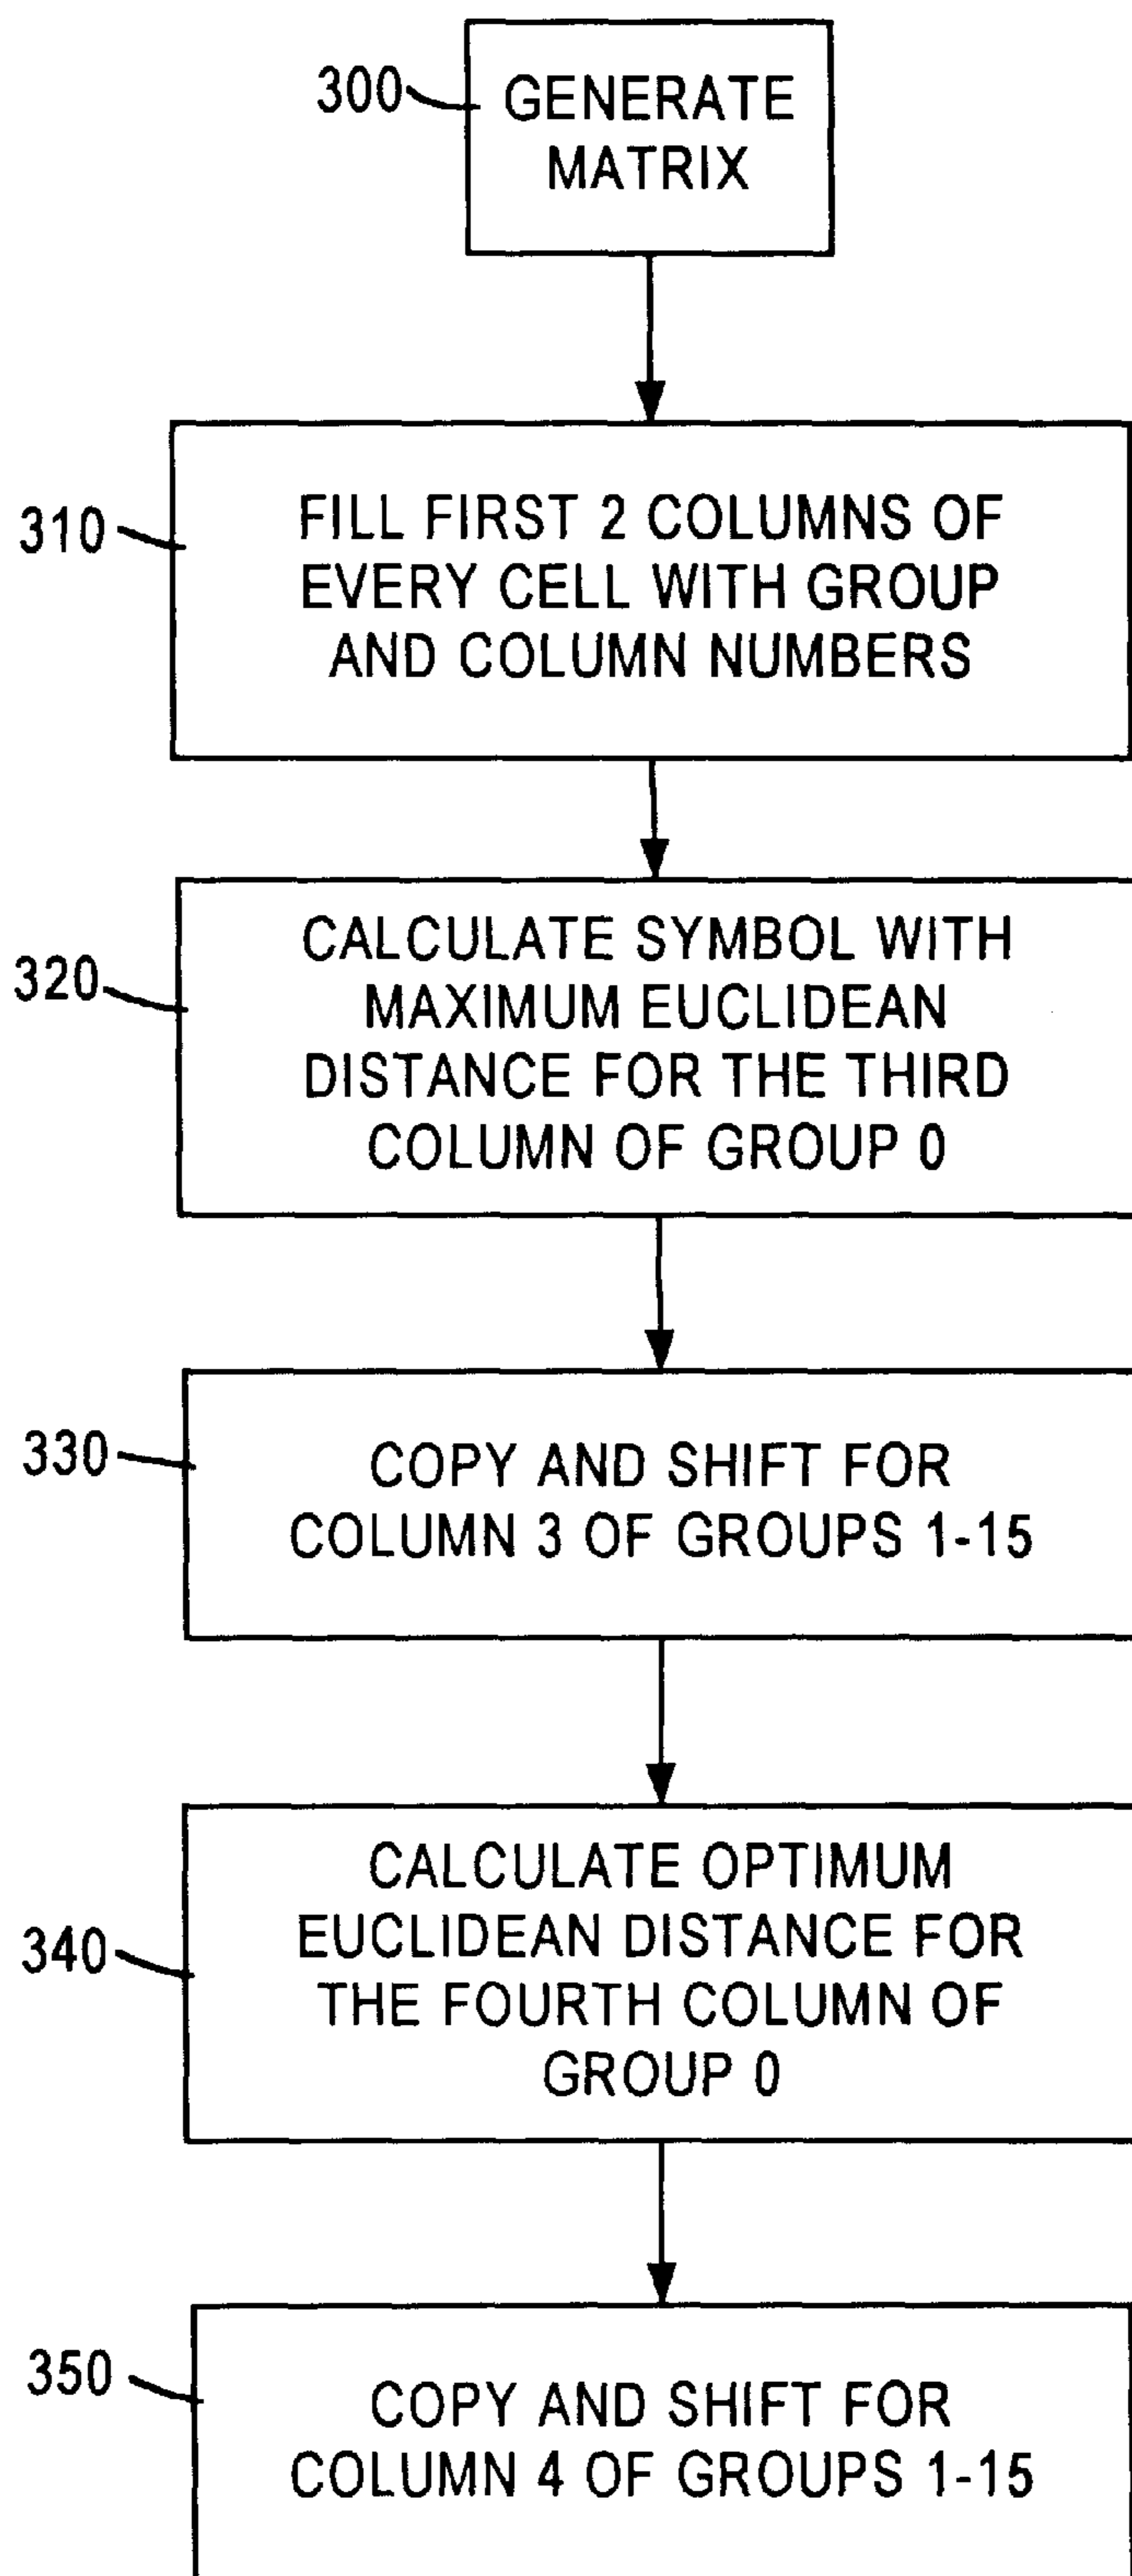 300
GENERATE
MATRIX
310
FILL FIRST 2 COLUMNS OF
EVERY CELL WITH GROUP
AND COLUMN NUMBERS
320
CALCULATE SYMBOL WITH
MAXIMUM EUCLIDEAN
DISTANCE FOR THE THIRD
COLUMN OF GROUP 0
330
COPY AND SHIFT FOR
COLUMN 3 OF GROUPS 1-15
340
CALCULATE OPTIMUM
EUCLIDEAN DISTANCE FOR
THE FOURTH COLUMN OF
GROUP 0
350
COPY AND SHIFT FOR
COLUMN 4 OF GROUPS 1-15